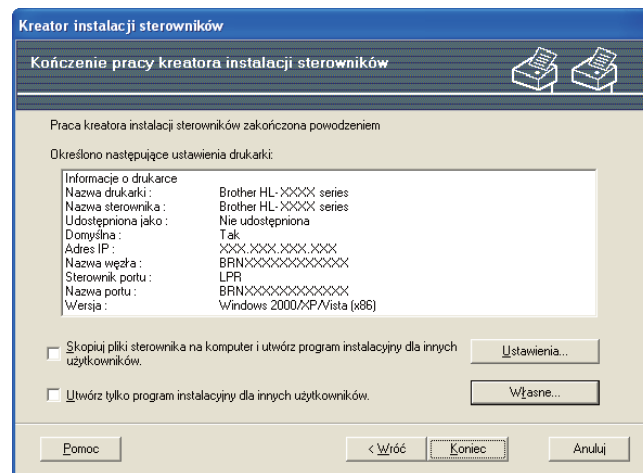 Kreator instalacji sterowników
Kończenie pracy kreatora instalacji sterowników
Praca kreatora instalacji sterowników zakończona powodzeniem
Określono następujące ustawienia drukarki:
Informacje o drukarce
Nazwa drukarki : Brother HL-XXXX series
Nazwa sterownika : Brother HL-XXXX series
Udostępniona jako : Nie udostępniona
Domyślna : Tak
Adres IP : XXX.XXX.XXX.XXX
Nazwa węzła : BRNXXXXXXXXXXXX
Sterownik portu : LPR
Nazwa portu : BRNXXXXXXXXXXXX
Wersja : Windows 2000/XP/Vista (x86)
Skopiuj pliki sterownika na komputer i utwórz program instalacyjny dla innych
użytkowników.
Ustawienia...
Utwórz tylko program instalacyjny dla innych użytkowników.
Własne...
Pomoc
< Wróć
Koniec
Anuluj